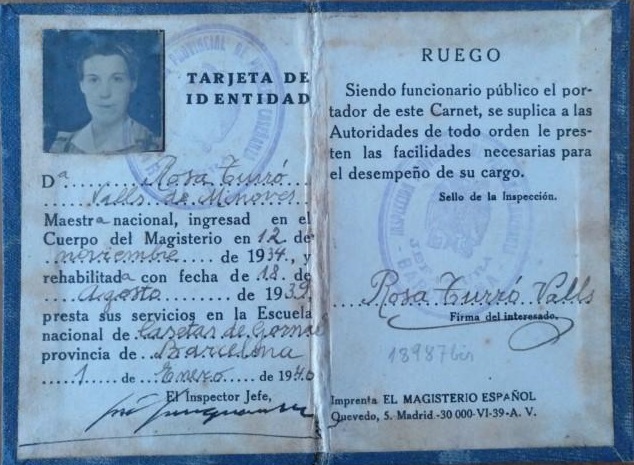 TARJETA DE
IDENTIDAD
Dª Rosa Turró
Valls de Menoves
Maestra nacional, ingresad en el
Cuerpo del Magisterio en 12 de
noviembre de 1934, y
rehabilitada con fecha de 18 de
Agosto de 1939,
presta sus servicios en la Escuela
nacional de Casetas de Gornal
provincia de Barcelona
1 de Enero de 1940
El Inspector Jefe,
RUEGO
Siendo funcionario público el por-
tador de este Carnet, se suplica a las
Autoridades de todo orden le pres-
ten las facilidades necesarias para
el desempeño de su cargo.
Sello de la Inspección.
Rosa Turró Valls
Firma del interesado.
18987 bis
Imprenta EL MAGISTERIO ESPAÑOL
Quevedo, 5. Madrid.-30 000-VI-39-A. V.